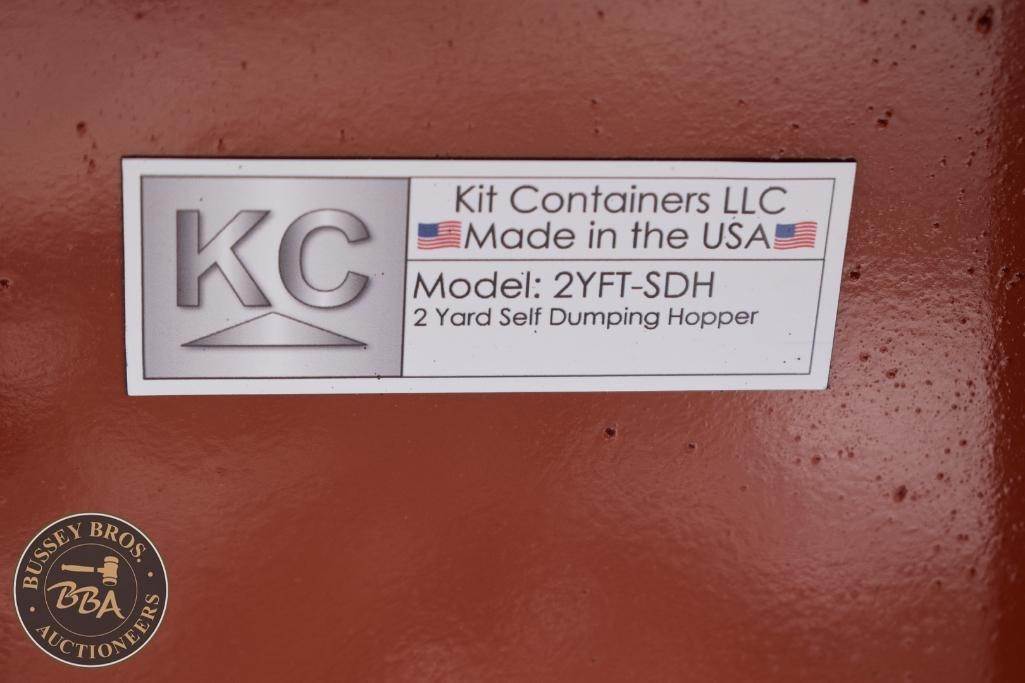 KC
Kit Containers LLC
Made in the USA
Model: 2YFT-SDH
2 Yard Self Dumping Hopper
BUSSEY BROS.
BBA
AUCTIONEERS